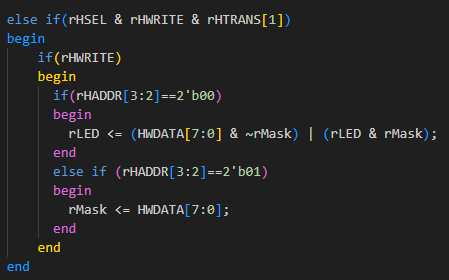 else if(rHSEL & rHWRITE & rHTRANS[1])
begin
    if(rHWRITE)
    begin
      if(rHADDR[3:2]==2'b00)
      begin
        rLED <= (HWDATA[7:0] & ~rMask) | (rLED & rMask);
      end
      else if (rHADDR[3:2]==2'b01)
      begin
        rMask <= HWDATA[7:0];
      end
    end
end